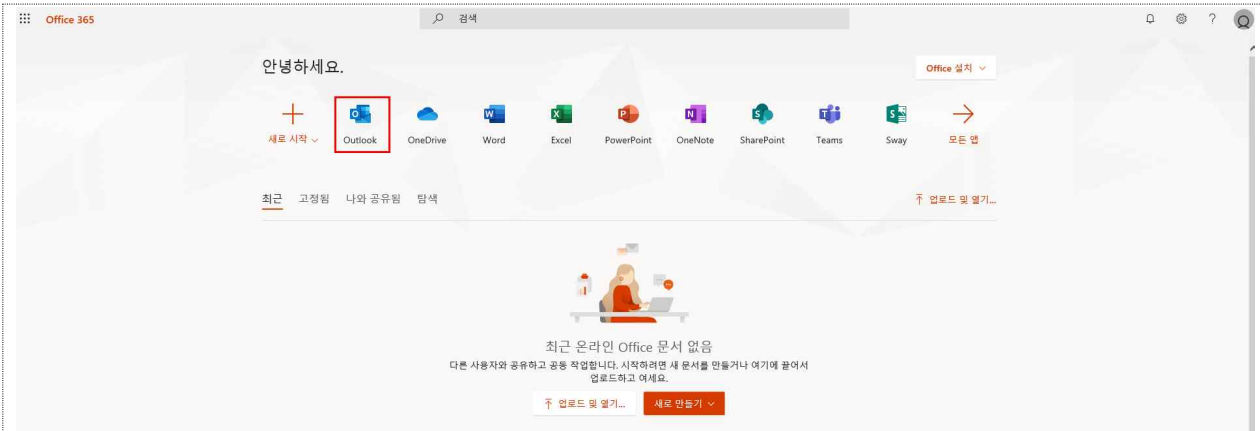 Office 365
검색
?
안녕하세요.
Office 설치
새로 시작
Outlook
OneDrive
Word
Excel
PowerPoint
OneNote
SharePoint
Teams
Sway
모든 앱
최근 고정됨 나와 공유됨 탐색
업로드 및 열기...
최근 온라인 Office 문서 없음
다른 사용자와 공유하고 공동 작업합니다. 시작하려면 새 문서를 만들거나 여기에 끌어서
업로드하고 여세요.
업로드 및 열기...
새로 만들기